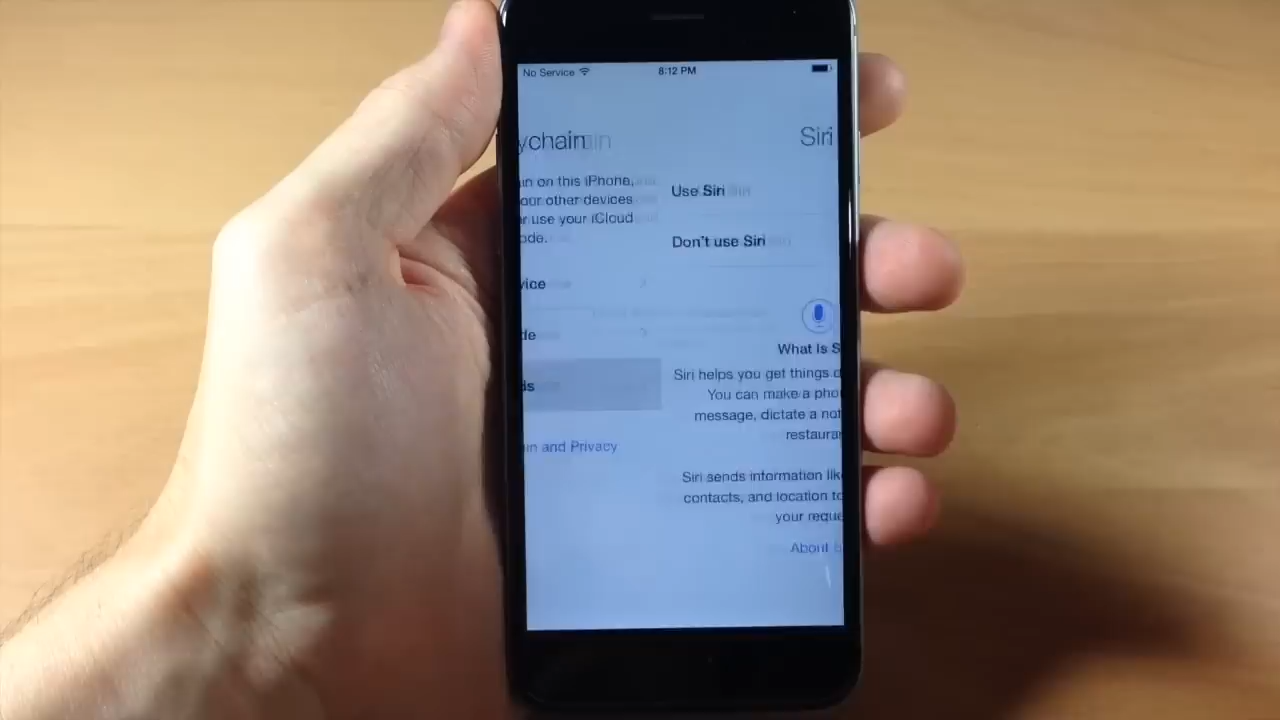 No Service 8:12 PM
ychain
in on this iPhone,
our other devices
r use your iCloud
ode.
vice
de
ds
in and Privacy
Siri
Use Siri
Don't use Siri
What Is S
Siri helps you get things d
You can make a pho
message, dictate a not
restaura
Siri sends information lik
contacts, and location to
your reque
About S